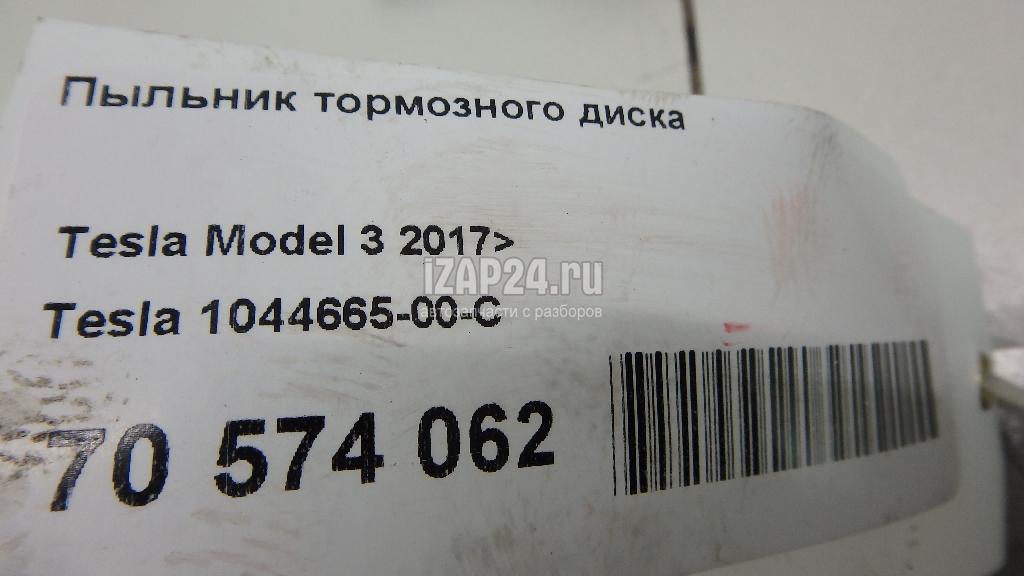 Пыльник тормозного диска
Tesla Model 3 2017>
iZAP24.ru
Tesla 1044665-00-C
автозапчасти с разборов
70 574 062